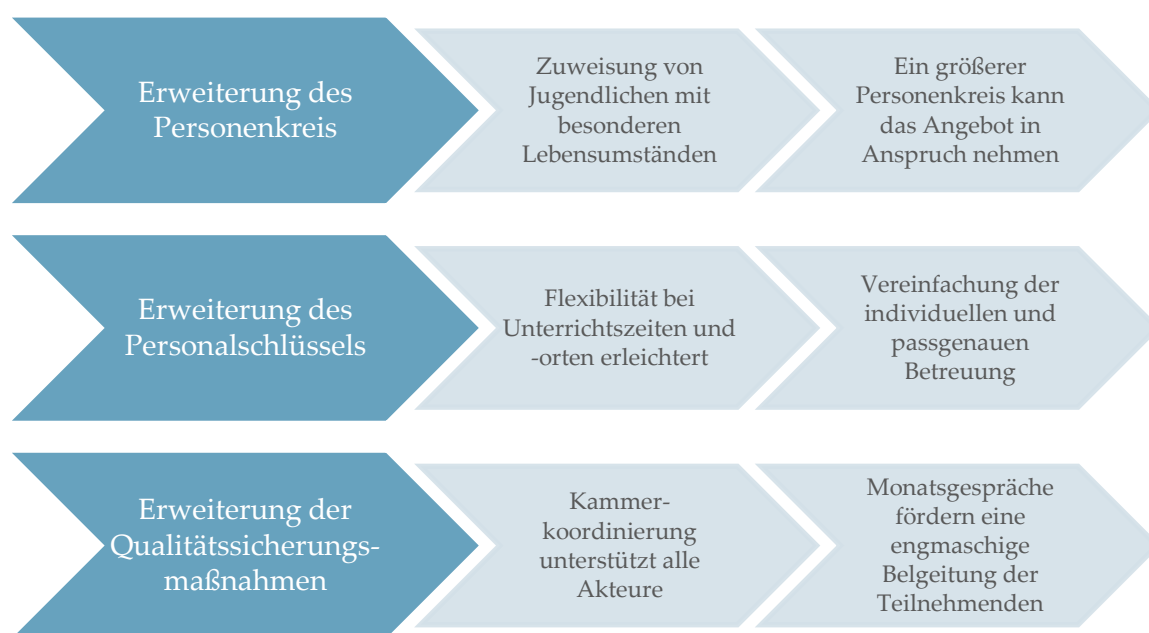 Erweiterung des
Personenkreis
Zuweisung von
Jugendlichen mit
besonderen
Lebensumständen
Ein größerer
Personenkreis kann
das Angebot in
Anspruch nehmen
Erweiterung des
Personalschlüssels
Flexibilität bei
Unterrichtszeiten und
-orten erleichtert
Vereinfachung der
individuellen und
passgenauen
Betreuung
Erweiterung der
Qualitätssicherungs-
maßnahmen
Kammer-
koordinierung
unterstützt alle
Akteure
Monatsgespräche
fördern eine
engmaschige
Belgeitung der
Teilnehmenden